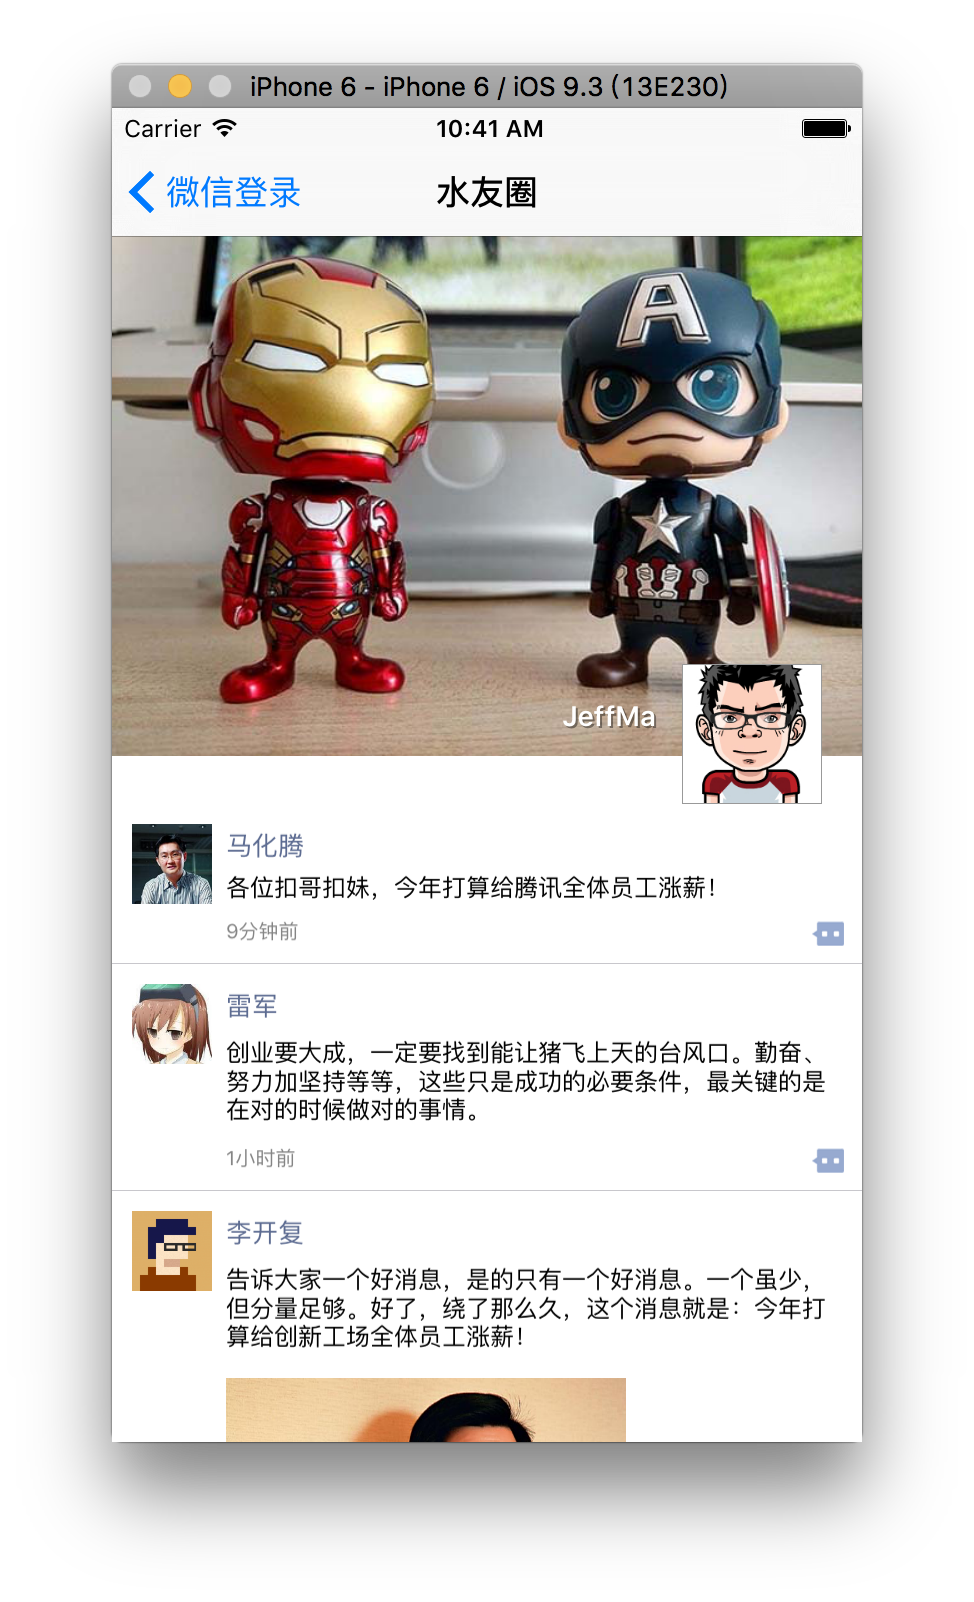 iPhone 6 - iPhone 6 / iOS 9.3 (13E230)
Carrier 10:41 AM
微信登录 水友圈
A
JeffMa
马化腾
各位扣哥扣妹，今年打算给腾讯全体员工涨薪！
9分钟前
雷军
创业要大成，一定要找到能让猪飞上天的台风口。勤奋、
努力加坚持等等，这些只是成功的必要条件，最关键的是
在对的时候做对的事情。
1小时前
李开复
告诉大家一个好消息，是的只有一个好消息。一个虽少，
但分量足够。好了，绕了那么久，这个消息就是：今年打
算给创新工场全体员工涨薪！